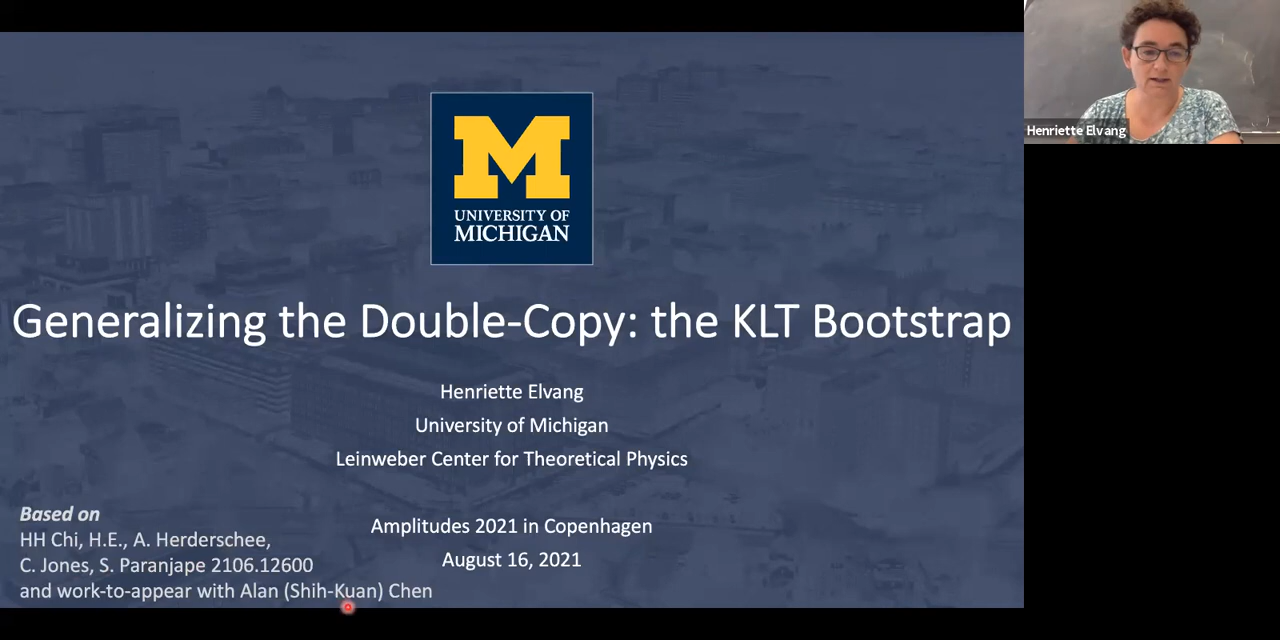 UNIVERSITY OF
MICHIGAN
Generalizing the Double-Copy: the KLT Bootstrap
Henriette Elvang
University of Michigan
Leinweber Center for Theoretical Physics
Amplitudes 2021 in Copenhagen
August 16, 2021
Based on
HH Chi, H.E., A. Herderschee,
C. Jones, S. Paranjape 2106.12600
and work-to-appear with Alan (Shih-Kuan) Chen
Henriette Elvang